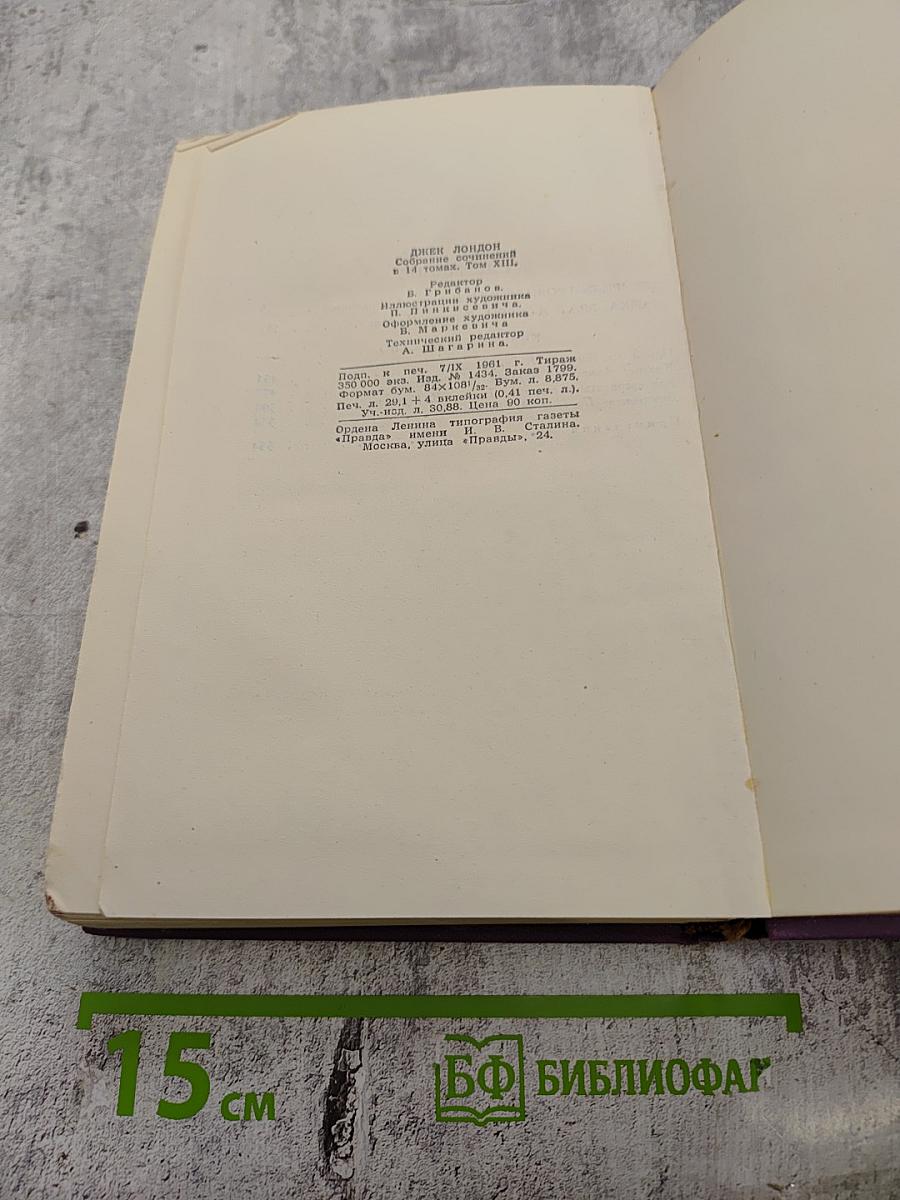 ДЖЕК ЛОНДОН
Собрание сочинений
в 14 томах. Том XIII.
Редактор
Б. Грибанов.
Иллюстрации художника
П. Пинкисевича.
Оформление художника
В. Маркевича
Технический редактор
А. Шагарина.
Подп. к печ. 7/IX 1961 г. Тираж
350 000 экз. Изд. № 1434. Заказ 1799.
Формат бум. 84×108¹/₃₂. Бум. л. 8,875.
Печ. л. 29,1 + 4 вклейки (0,41 печ. л.).
Уч.-изд. л. 30,88. Цена 90 коп.
Ордена Ленина типография газеты
«Правда» имени И. В. Сталина.
Москва, улица «Правды», 24.
15 см
БФ БИБЛИОФА